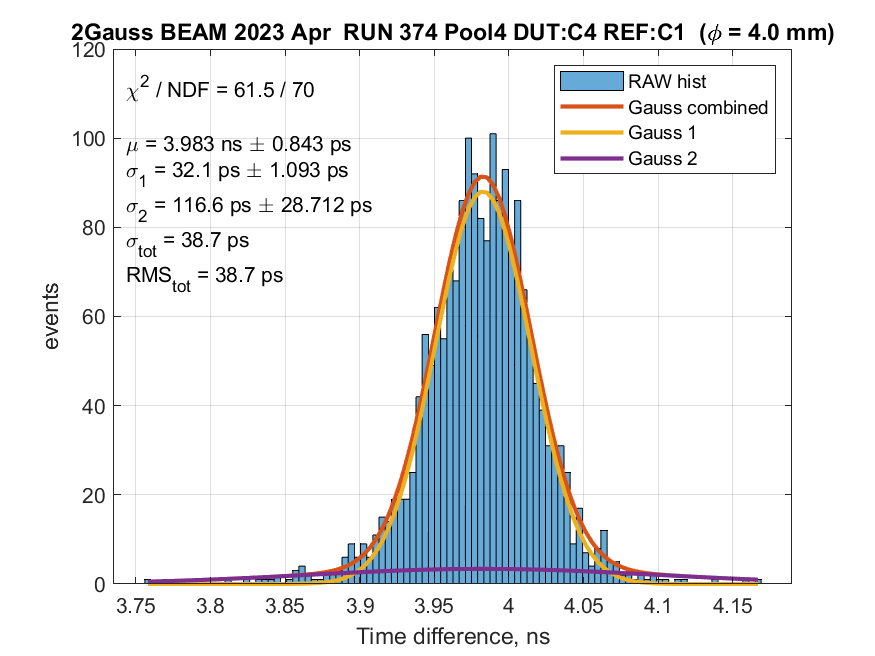 2Gauss BEAM 2023 Apr  RUN 374 Pool4 DUT:C4 REF:C1  (ϕ = 4.0 mm)
χ² / NDF = 61.5 / 70
μ = 3.983 ns ± 0.843 ps
σ₁ = 32.1 ps ± 1.093 ps
σ₂ = 116.6 ps ± 28.712 ps
σ_tot = 38.7 ps
RMS_tot = 38.7 ps
RAW hist
Gauss combined
Gauss 1
Gauss 2
events
120
100
80
60
40
20
0
3.75 3.8 3.85 3.9 3.95 4 4.05 4.1 4.15
Time difference, ns